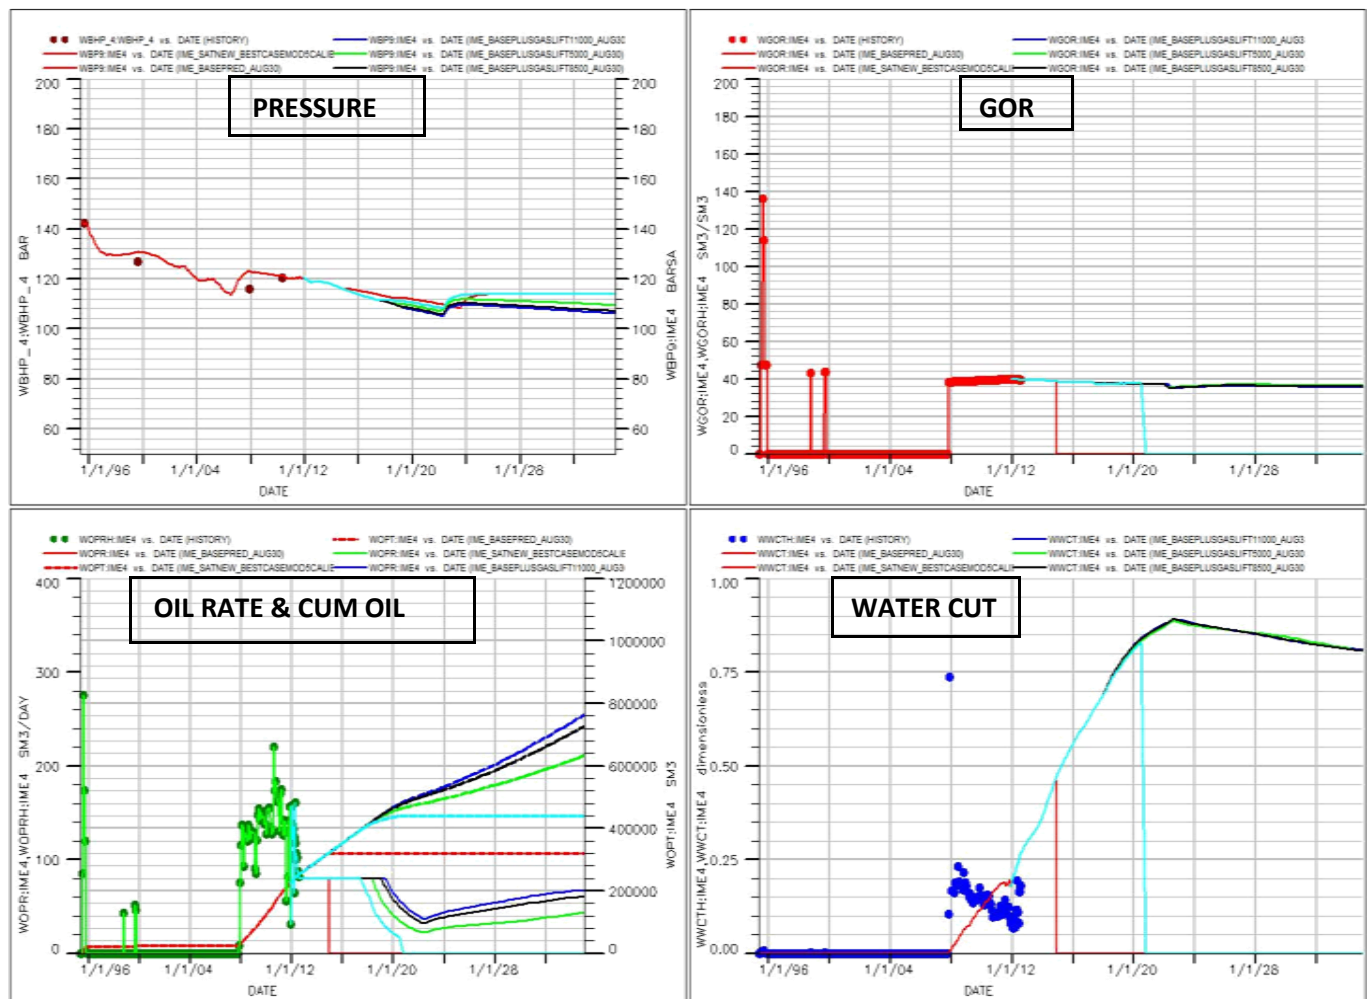 WBHP_4:WBHP_4 vs. DATE (HISTORY)
WBP9:IME4 vs. DATE (IME_BASEPLUSGASLIFT11000_AUG30
WBP9:IME4 vs. DATE (IME_SATNEW_BESTCASEMOD5CALIE
WBP9:IME4 vs. DATE (IME_BASEPLUSGASLIFT5000_AUG30)
WBP9:IME4 vs. DATE (IME_BASEPRED_AUG30)
WBP9:IME4 vs. DATE (IME_BASEPLUSGASLIFT8500_AUG30)
PRESSURE
200
180
160
140
120
100
80
60
WBHP_4:WBHP_4 BAR
200
180
160
140
120
100
80
60
WBP9:IME4 BARSA
1/1/96
1/1/04
1/1/12
1/1/20
1/1/28
DATE
WGOR:IME4 vs. DATE (HISTORY)
WGOR:IME4 vs. DATE (IME_BASEPLUSGASLIFT11000_AUG3
WGOR:IME4 vs. DATE (IME_BASEPRED_AUG30)
WGOR:IME4 vs. DATE (IME_BASEPLUSGASLIFT5000_AUG30
WGOR:IME4 vs. DATE (IME_SATNEW_BESTCASEMOD5CALIE
WGOR:IME4 vs. DATE (IME_BASEPLUSGASLIFT8500_AUG30
GOR
200
180
160
140
120
100
80
60
40
20
0
WGOR:IME4,WGORH:IME4 SM3/SM3
1/1/96
1/1/04
1/1/12
1/1/20
1/1/28
DATE
WOPRH:IME4 vs. DATE (HISTORY)
WOPT:IME4 vs. DATE (IME_BASEPRED_AUG30)
WOPR:IME4 vs. DATE (IME_BASEPRED_AUG30)
WOPR:IME4 vs. DATE (IME_SATNEW_BESTCASEMOD5CALIE
WOPT:IME4 vs. DATE (IME_SATNEW_BESTCASEMOD5CALIE
WOPR:IME4 vs. DATE (IME_BASEPLUSGASLIFT11000_AUG3
OIL RATE & CUM OIL
400
300
200
100
0
WOPR:IME4,WOPRH:IME4 SM3/DAY
1200000
1000000
800000
600000
400000
200000
0
WOPT:IME4 SM3
1/1/96
1/1/04
1/1/12
1/1/20
1/1/28
DATE
WWCTH:IME4 vs. DATE (HISTORY)
WWCT:IME4 vs. DATE (IME_BASEPLUSGASLIFT11000_AUG3
WWCT:IME4 vs. DATE (IME_BASEPRED_AUG30)
WWCT:IME4 vs. DATE (IME_BASEPLUSGASLIFT5000_AUG30
WWCT:IME4 vs. DATE (IME_SATNEW_BESTCASEMOD5CALIE
WWCT:IME4 vs. DATE (IME_BASEPLUSGASLIFT8500_AUG30
WATER CUT
1.00
0.75
0.50
0.25
0.00
WWCTH:IME4,WWCT:IME4 dimensionless
1/1/96
1/1/04
1/1/12
1/1/20
1/1/28
DATE